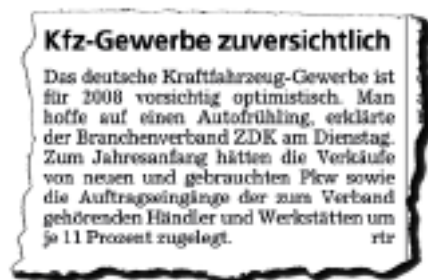 Kfz-Gewerbe zuversichtlich
Das deutsche Kraftfahrzeug-Gewerbe ist
für 2008 vorsichtig optimistisch. Man
hoffe auf einen Autofrühling, erklärte
der Branchenverband ZDK am Dienstag.
Zum Jahresanfang hätten die Verkäufe
von neuen und gebrauchten Pkw sowie
die Auftragseingänge der zum Verband
gehörenden Händler und Werkstätten um
je 11 Prozent zugelegt. rtr